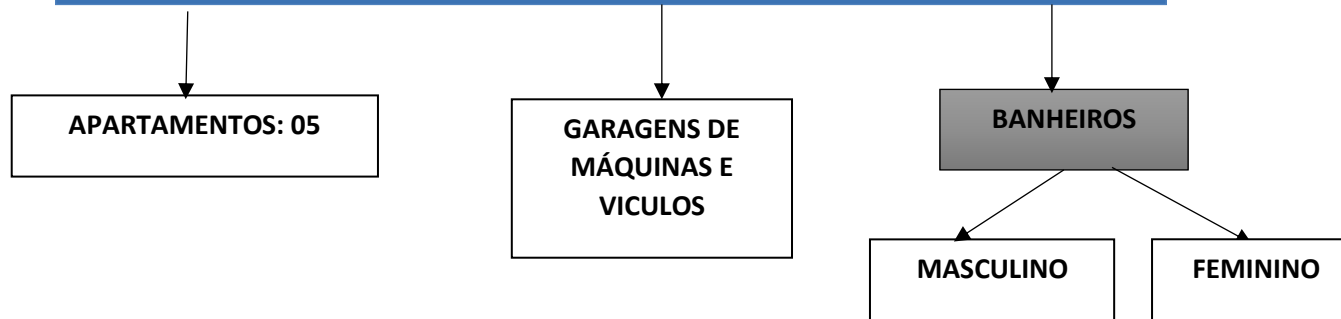 APARTAMENTOS: 05
GARAGENS DE
MÁQUINAS E
VICULOS
BANHEIROS
MASCULINO
FEMININO